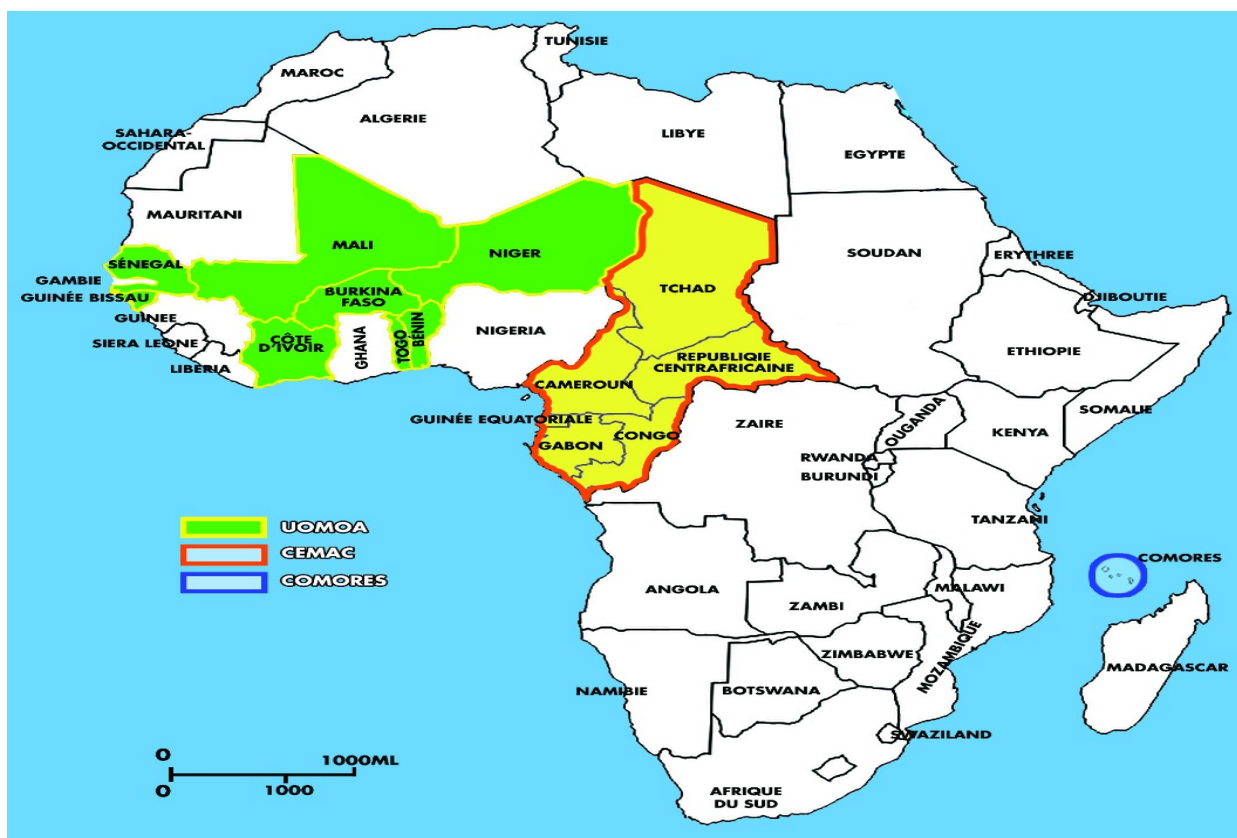 TUNISIE
MAROC
ALGERIE
LIBYE
EGYPTE
SAHARA-
OCCIDENTAL
MAURITANI
MALI
NIGER
TCHAD
SOUDAN
ERYTHREE
SÉNEGAL
GAMBIE
GUINÉE BISSAU
BURKINA
FASO
GUINEE
SIERA LEONE
LIBERIA
CÔTE
D'IVOIR
GHANA
TOGO
BÉNIN
NIGERIA
DJIBOUTIE
ETHIOPIE
REPUBLIQIE
CENTRAFRICAINE
CAMEROUN
SOMALIE
GUINÉE EQUATORIALE
GABON
CONGO
ZAIRE
OUGANDA
KENYA
RWANDA
BURUNDI
TANZANI
UOMOA
CEMAC
COMORES
COMORES
ANGOLA
ZAMBI
MALAWI
MOZAMBIQUE
ZIMBABWE
MADAGASCAR
NAMIBIE
BOTSWANA
SWAZILAND
AFRIQUE
DU SUD
0 1000ML
0 1000